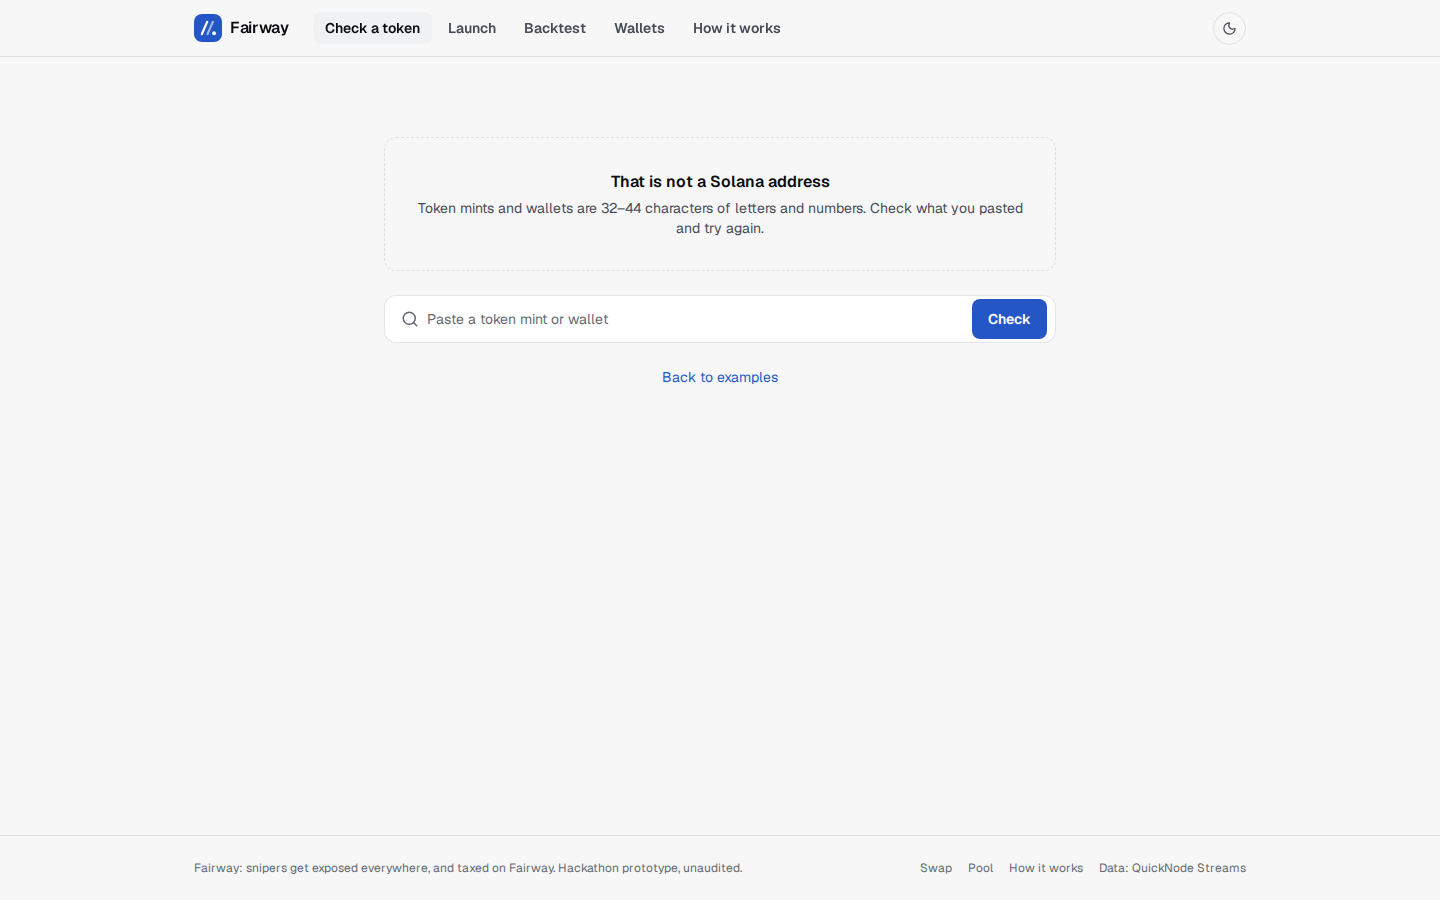 Fairway
Check a token
Launch
Backtest
Wallets
How it works
That is not a Solana address
Token mints and wallets are 32–44 characters of letters and numbers. Check what you pasted
and try again.
Paste a token mint or wallet
Check
Back to examples
Fairway: snipers get exposed everywhere, and taxed on Fairway. Hackathon prototype, unaudited.
Swap
Pool
How it works
Data: QuickNode Streams